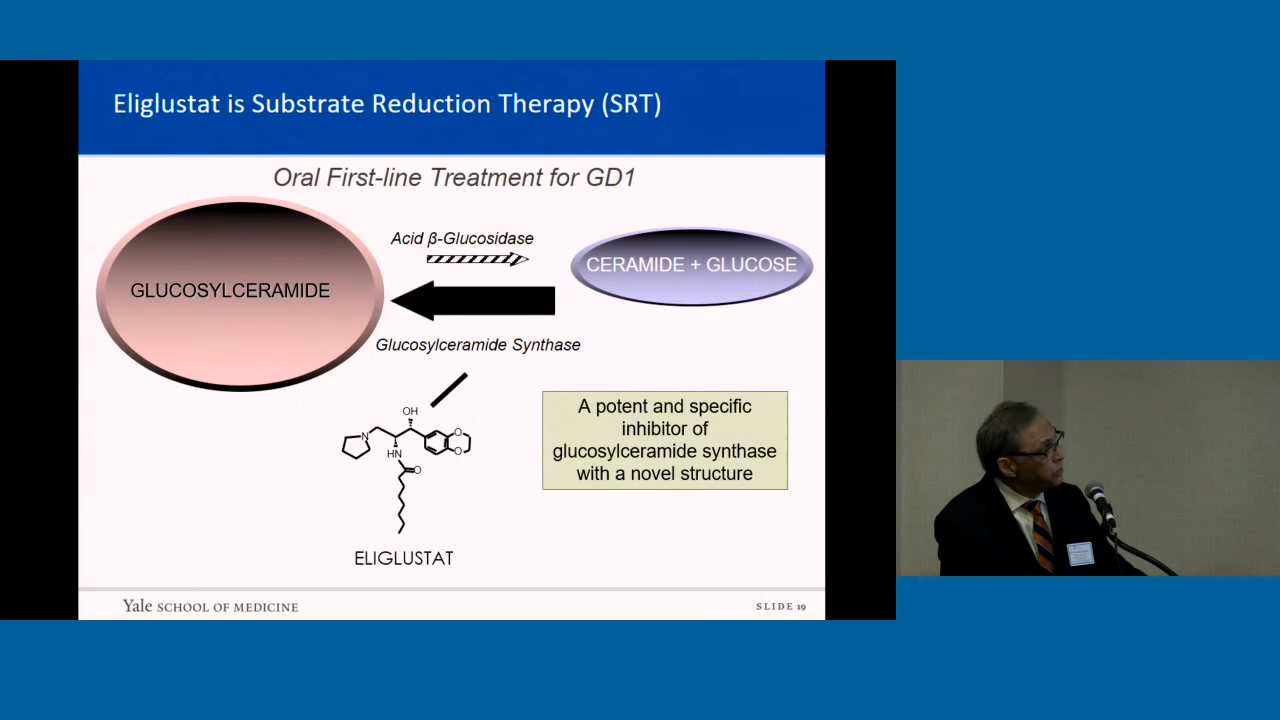 Eliglustat is Substrate Reduction Therapy (SRT)
Oral First-line Treatment for GD1
Acid β-Glucosidase
GLUCOSYLCERAMIDE
CERAMIDE + GLUCOSE
Glucosylceramide Synthase
A potent and specific
inhibitor of
glucosylceramide synthase
with a novel structure
OH
N
HN
O
O
O
ELIGLUSTAT
Yale SCHOOL OF MEDICINE
SLIDE 19